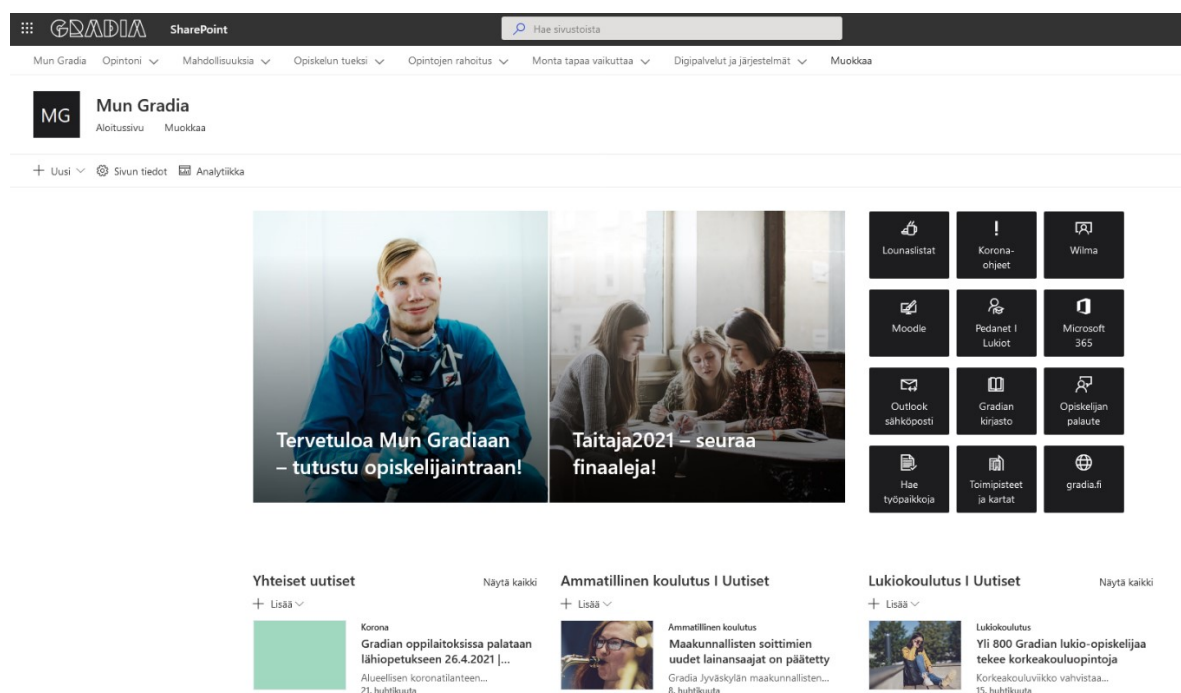 GRADIA SharePoint Hae sivustoista
Mun Gradia Opintoni Mahdollisuuksia Opiskelun tueksi Opintojen rahoitus Monta tapaa vaikuttaa Digipalvelut ja järjestelmät Muokkaa
MG
Mun Gradia
Aloitussivu Muokkaa
+ Uusi Sivun tiedot Analytiikka
Tervetuloa Mun Gradiaan
– tutustu opiskelijaintraan!
Taitaja2021 – seuraa
finaaleja!
Lounaslistat
Korona-
ohjeet
Wilma
Moodle
Pedanet I
Lukiot
Microsoft
365
Outlook
sähköposti
Gradian
kirjasto
Opiskelijan
palaute
Hae
työpaikkoja
Toimipisteet
ja kartat
gradia.fi
Yhteiset uutiset Näytä kaikki
+ Lisää
Korona
Gradian oppilaitoksissa palataan
lähiopetukseen 26.4.2021 |...
Alueellisen koronatilanteen...
21. huhtikuuta
Ammatillinen koulutus I Uutiset
+ Lisää
Ammatillinen koulutus
Maakunnallisten soittimien
uudet lainansaajat on päätetty
Gradia Jyväskylän maakunnallisten...
8. huhtikuuta
Lukiokoulutus I Uutiset Näytä kaikki
+ Lisää
Lukiokoulutus
Yli 800 Gradian lukio-opiskelijaa
tekee korkeakouluopintoja
Korkeakouluviikko vahvistaa...
15. huhtikuuta